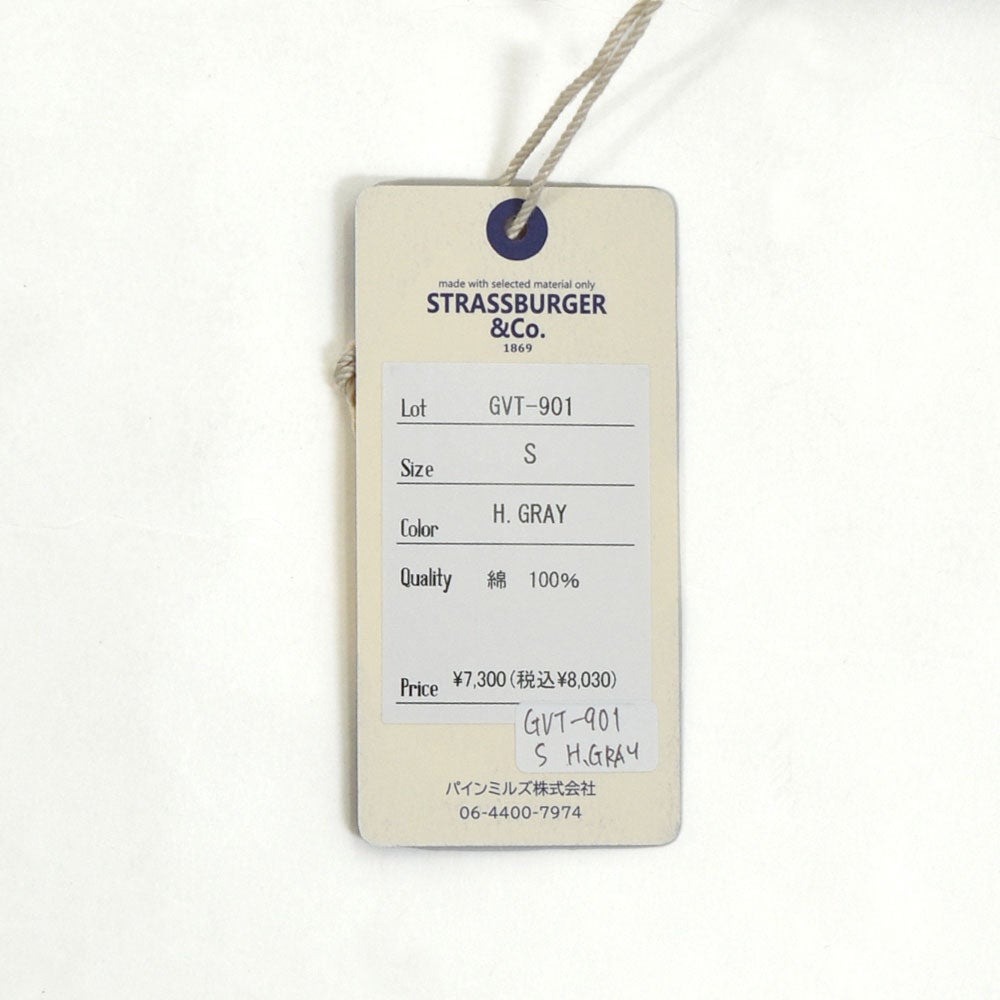 made with selected material only
STRASSBURGER
&Co.
1869
Lot GVT-901
Size S
Color H. GRAY
Quality 綿 100%
Price ¥7,300(税込¥8,030)
GVT-901
S H.GRAY
パインミルズ株式会社
06-4400-7974